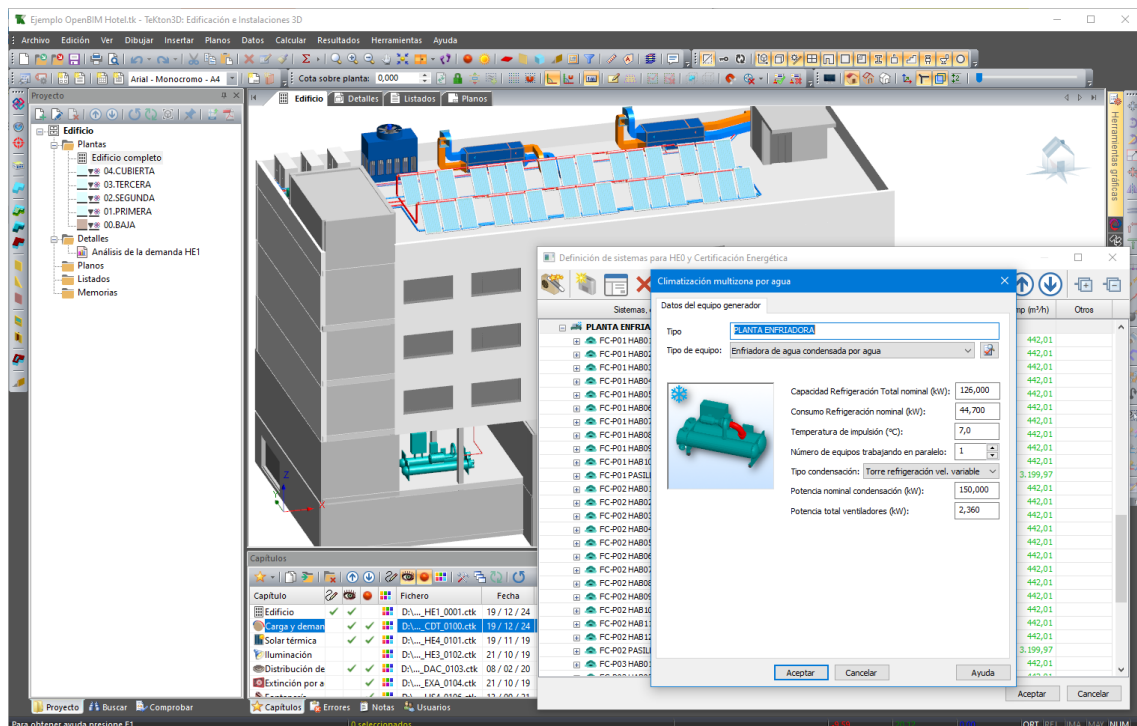 Ejemplo OpenBIM Hotel.tk - TeKton3D: Edificación e Instalaciones 3D
Archivo Edición Ver Dibujar Insertar Planos Datos Calcular Resultados Herramientas Ayuda
Arial - Monocromo - A4 Cota sobre planta: 0,000
Proyecto
Edificio Detalles Listados Planos
Herramientas gráficas
Edificio
Plantas
Edificio completo
04.CUBIERTA
03.TERCERA
02.SEGUNDA
01.PRIMERA
00.BAJA
Detalles
Análisis de la demanda HE1
Planos
Listados
Memorias
Z
Y
X
Definición de sistemas para HE0 y Certificación Energética
Sistemas,
mp (m³/h) Otros
PLANTA ENFRIA
FC-P01 HAB01 442,01
FC-P01 HAB02 442,01
FC-P01 HAB03 442,01
FC-P01 HAB04 442,01
FC-P01 HAB05 442,01
FC-P01 HAB06 442,01
FC-P01 HAB07 442,01
FC-P01 HAB08 442,01
FC-P01 HAB09 442,01
FC-P01 HAB10 442,01
FC-P01 PASIL 3.199,97
FC-P02 HAB01 442,01
FC-P02 HAB02 442,01
FC-P02 HAB03 442,01
FC-P02 HAB04 442,01
FC-P02 HAB05 442,01
FC-P02 HAB06 442,01
FC-P02 HAB07 442,01
FC-P02 HAB08 442,01
FC-P02 HAB09 442,01
FC-P02 HAB10 442,01
FC-P02 HAB11 442,01
FC-P02 HAB12 442,01
FC-P02 PASIL 3.199,97
FC-P03 HAB01 442,01
Aceptar Cancelar
Climatización multizona por agua
Datos del equipo generador
Tipo PLANTA ENFRIADORA
Tipo de equipo: Enfriadora de agua condensada por agua
Capacidad Refrigeración Total nominal (kW): 126,000
Consumo Refrigeración nominal (kW): 44,700
Temperatura de impulsión (ºC): 7,0
Número de equipos trabajando en paralelo: 1
Tipo condensación: Torre refrigeración vel. variable
Potencia nominal condensación (kW): 150,000
Potencia total ventiladores (kW): 2,360
Aceptar Cancelar Ayuda
Capítulos
Capítulo Fichero Fecha
Edificio D:\..._HE1_0001.ctk 19 / 12 / 24
Carga y deman D:\..._CDT_0100.ctk 19 / 12 / 24
Solar térmica D:\..._HE4_0101.ctk 19 / 11 / 19
Iluminación D:\..._HE3_0102.ctk 21 / 10 / 19
Distribución de D:\..._DAC_0103.ctk 08 / 02 / 20
Extinción por a D:\..._EXA_0104.ctk 21 / 10 / 19
Proyecto Buscar Comprobar
Capítulos Errores Notas Usuarios
Para obtener ayuda presione F1 0 seleccionados ORT REJ IMA MAY NUM